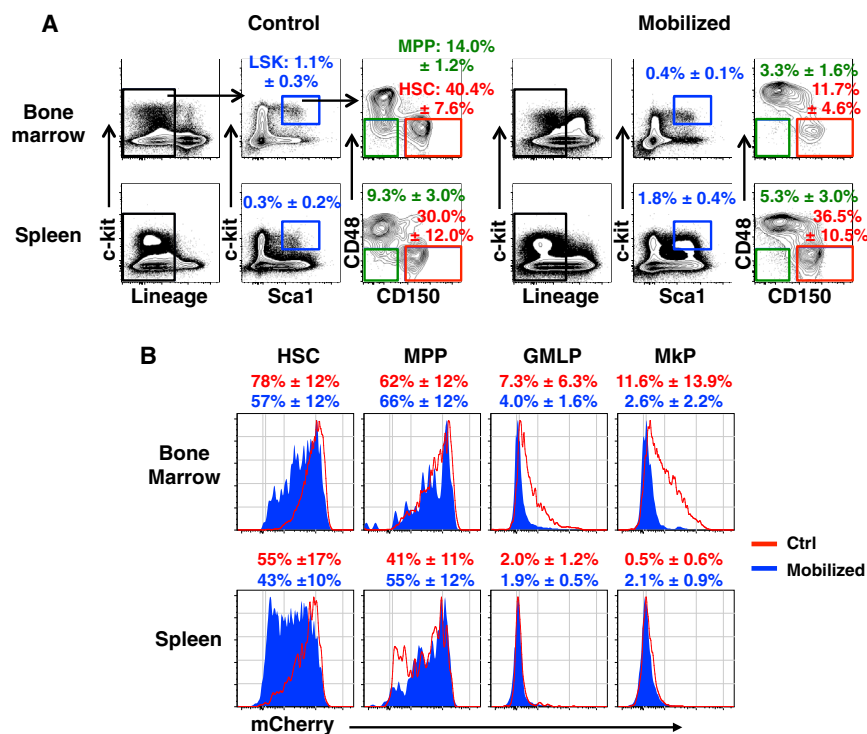 A
Control
Mobilized
LSK: 1.1%
± 0.3%
MPP: 14.0%
± 1.2%
HSC: 40.4%
± 7.6%
0.4% ± 0.1%
3.3% ± 1.6%
11.7%
± 4.6%
Bone
marrow
c-kit
c-kit
CD48
c-kit
c-kit
CD48
0.3% ± 0.2%
9.3% ± 3.0%
30.0%
± 12.0%
1.8% ± 0.4%
5.3% ± 3.0%
36.5%
± 10.5%
Spleen
Lineage
Sca1
CD150
Lineage
Sca1
CD150
B
HSC
MPP
GMLP
MkP
78% ± 12%
62% ± 12%
7.3% ± 6.3%
11.6% ± 13.9%
57% ± 12%
66% ± 12%
4.0% ± 1.6%
2.6% ± 2.2%
Bone
Marrow
Ctrl
Mobilized
55% ±17%
41% ± 11%
2.0% ± 1.2%
0.5% ± 0.6%
43% ±10%
55% ± 12%
1.9% ± 0.5%
2.1% ± 0.9%
Spleen
mCherry